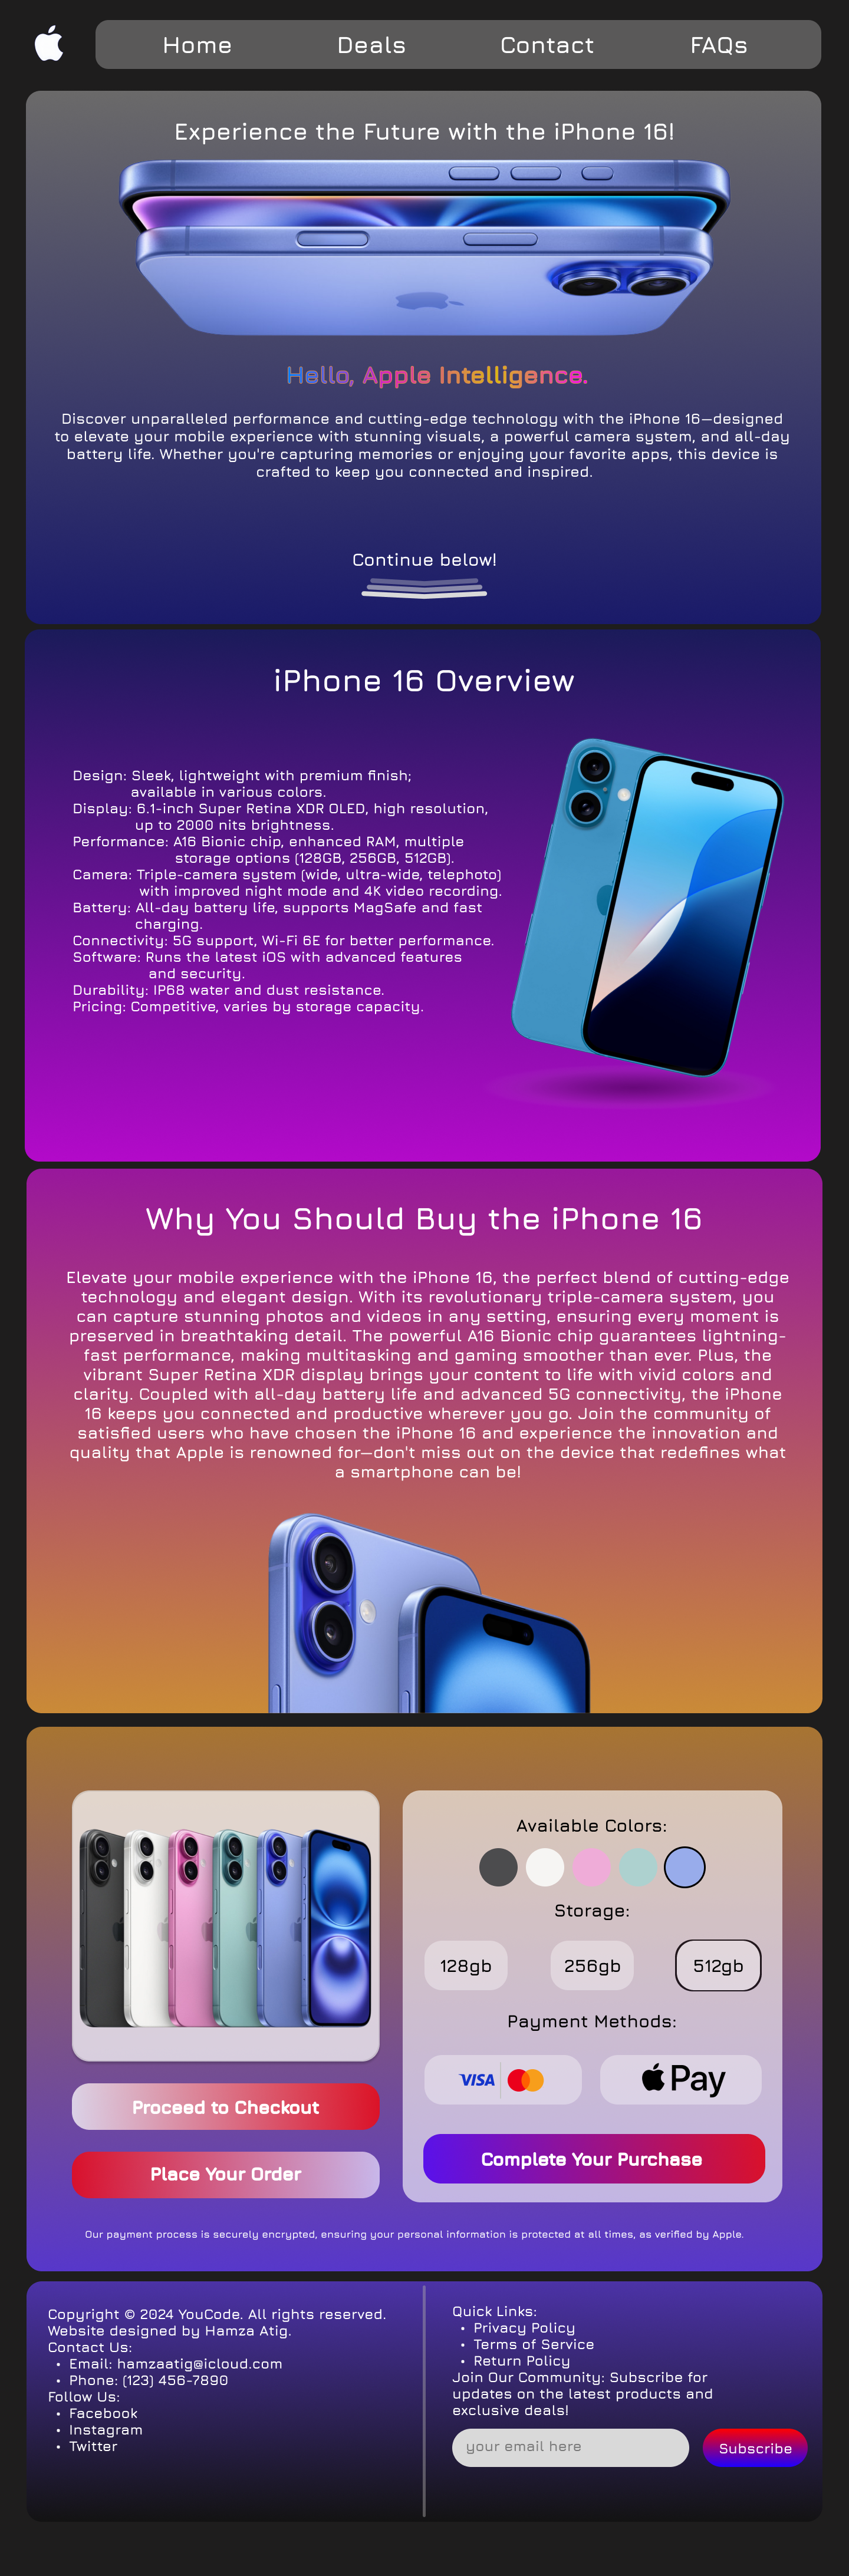 Home Deals Contact FAQs
Experience the Future with the iPhone 16!
Hello, Apple Intelligence.
Discover unparalleled performance and cutting-edge technology with the iPhone 16—designed
to elevate your mobile experience with stunning visuals, a powerful camera system, and all-day
battery life. Whether you're capturing memories or enjoying your favorite apps, this device is
crafted to keep you connected and inspired.
Continue below!
iPhone 16 Overview
Design: Sleek, lightweight with premium finish;
available in various colors.
Display: 6.1-inch Super Retina XDR OLED, high resolution,
up to 2000 nits brightness.
Performance: A16 Bionic chip, enhanced RAM, multiple
storage options (128GB, 256GB, 512GB).
Camera: Triple-camera system (wide, ultra-wide, telephoto)
with improved night mode and 4K video recording.
Battery: All-day battery life, supports MagSafe and fast
charging.
Connectivity: 5G support, Wi-Fi 6E for better performance.
Software: Runs the latest iOS with advanced features
and security.
Durability: IP68 water and dust resistance.
Pricing: Competitive, varies by storage capacity.
Why You Should Buy the iPhone 16
Elevate your mobile experience with the iPhone 16, the perfect blend of cutting-edge
technology and elegant design. With its revolutionary triple-camera system, you
can capture stunning photos and videos in any setting, ensuring every moment is
preserved in breathtaking detail. The powerful A16 Bionic chip guarantees lightning-
fast performance, making multitasking and gaming smoother than ever. Plus, the
vibrant Super Retina XDR display brings your content to life with vivid colors and
clarity. Coupled with all-day battery life and advanced 5G connectivity, the iPhone
16 keeps you connected and productive wherever you go. Join the community of
satisfied users who have chosen the iPhone 16 and experience the innovation and
quality that Apple is renowned for—don't miss out on the device that redefines what
a smartphone can be!
Available Colors:
Storage:
128gb 256gb 512gb
Payment Methods:
VISA Pay
Proceed to Checkout
Place Your Order
Complete Your Purchase
Our payment process is securely encrypted, ensuring your personal information is protected at all times, as verified by Apple.
Copyright © 2024 YouCode. All rights reserved.
Website designed by Hamza Atig.
Contact Us:
• Email: hamzaatig@icloud.com
• Phone: (123) 456-7890
Follow Us:
• Facebook
• Instagram
• Twitter
Quick Links:
• Privacy Policy
• Terms of Service
• Return Policy
Join Our Community: Subscribe for
updates on the latest products and
exclusive deals!
your email here
Subscribe